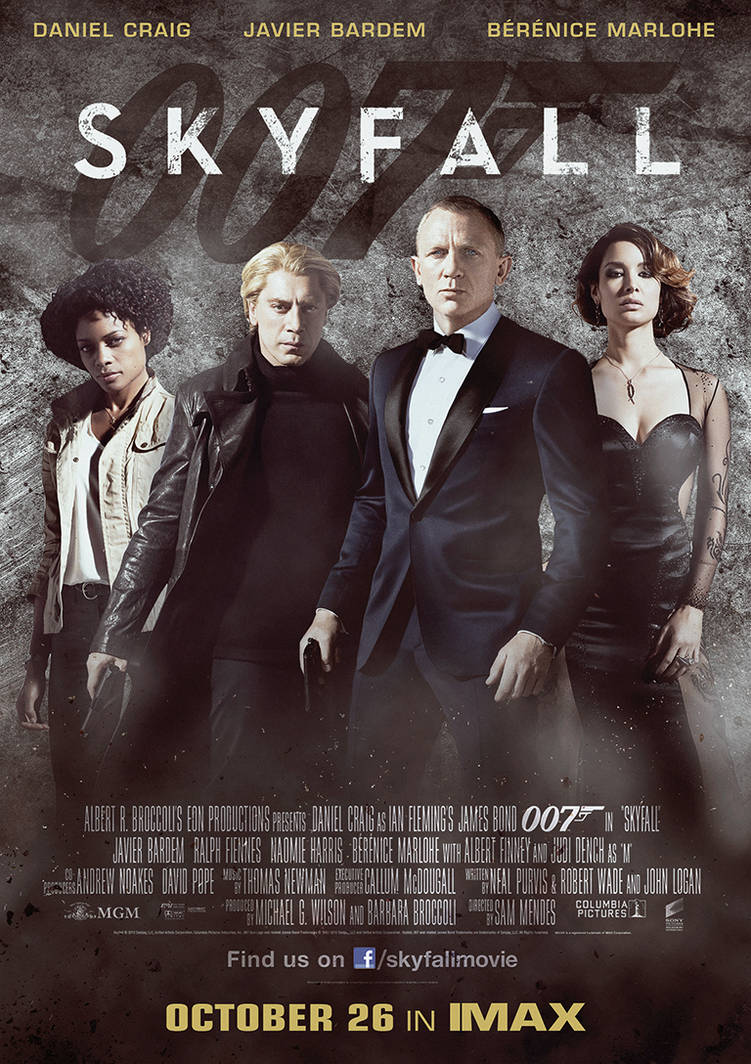 DANIEL CRAIG JAVIER BARDEM BÉRÉNICE MARLOHE
007
SKYFALL
ALBERT R. BROCCOLI'S EON PRODUCTIONS PRESENTS DANIEL CRAIG AS IAN FLEMING'S JAMES BOND 007 IN "SKYFALL"
JAVIER BARDEM RALPH FIENNES NAOMIE HARRIS - BÉRÉNICE MARLOHE WITH ALBERT FINNEY AND JUDI DENCH AS "M"
CO-PRODUCERS ANDREW NOAKES DAVID POPE MUSIC BY THOMAS NEWMAN EXECUTIVE PRODUCER CALLUM McDOUGALL WRITTEN BY NEAL PURVIS & ROBERT WADE AND JOHN LOGAN
MGM PRODUCED BY MICHAEL G. WILSON AND BARBARA BROCCOLI DIRECTED BY SAM MENDES COLUMBIA PICTURES SONY
Find us on f/skyfallmovie
OCTOBER 26 IN IMAX